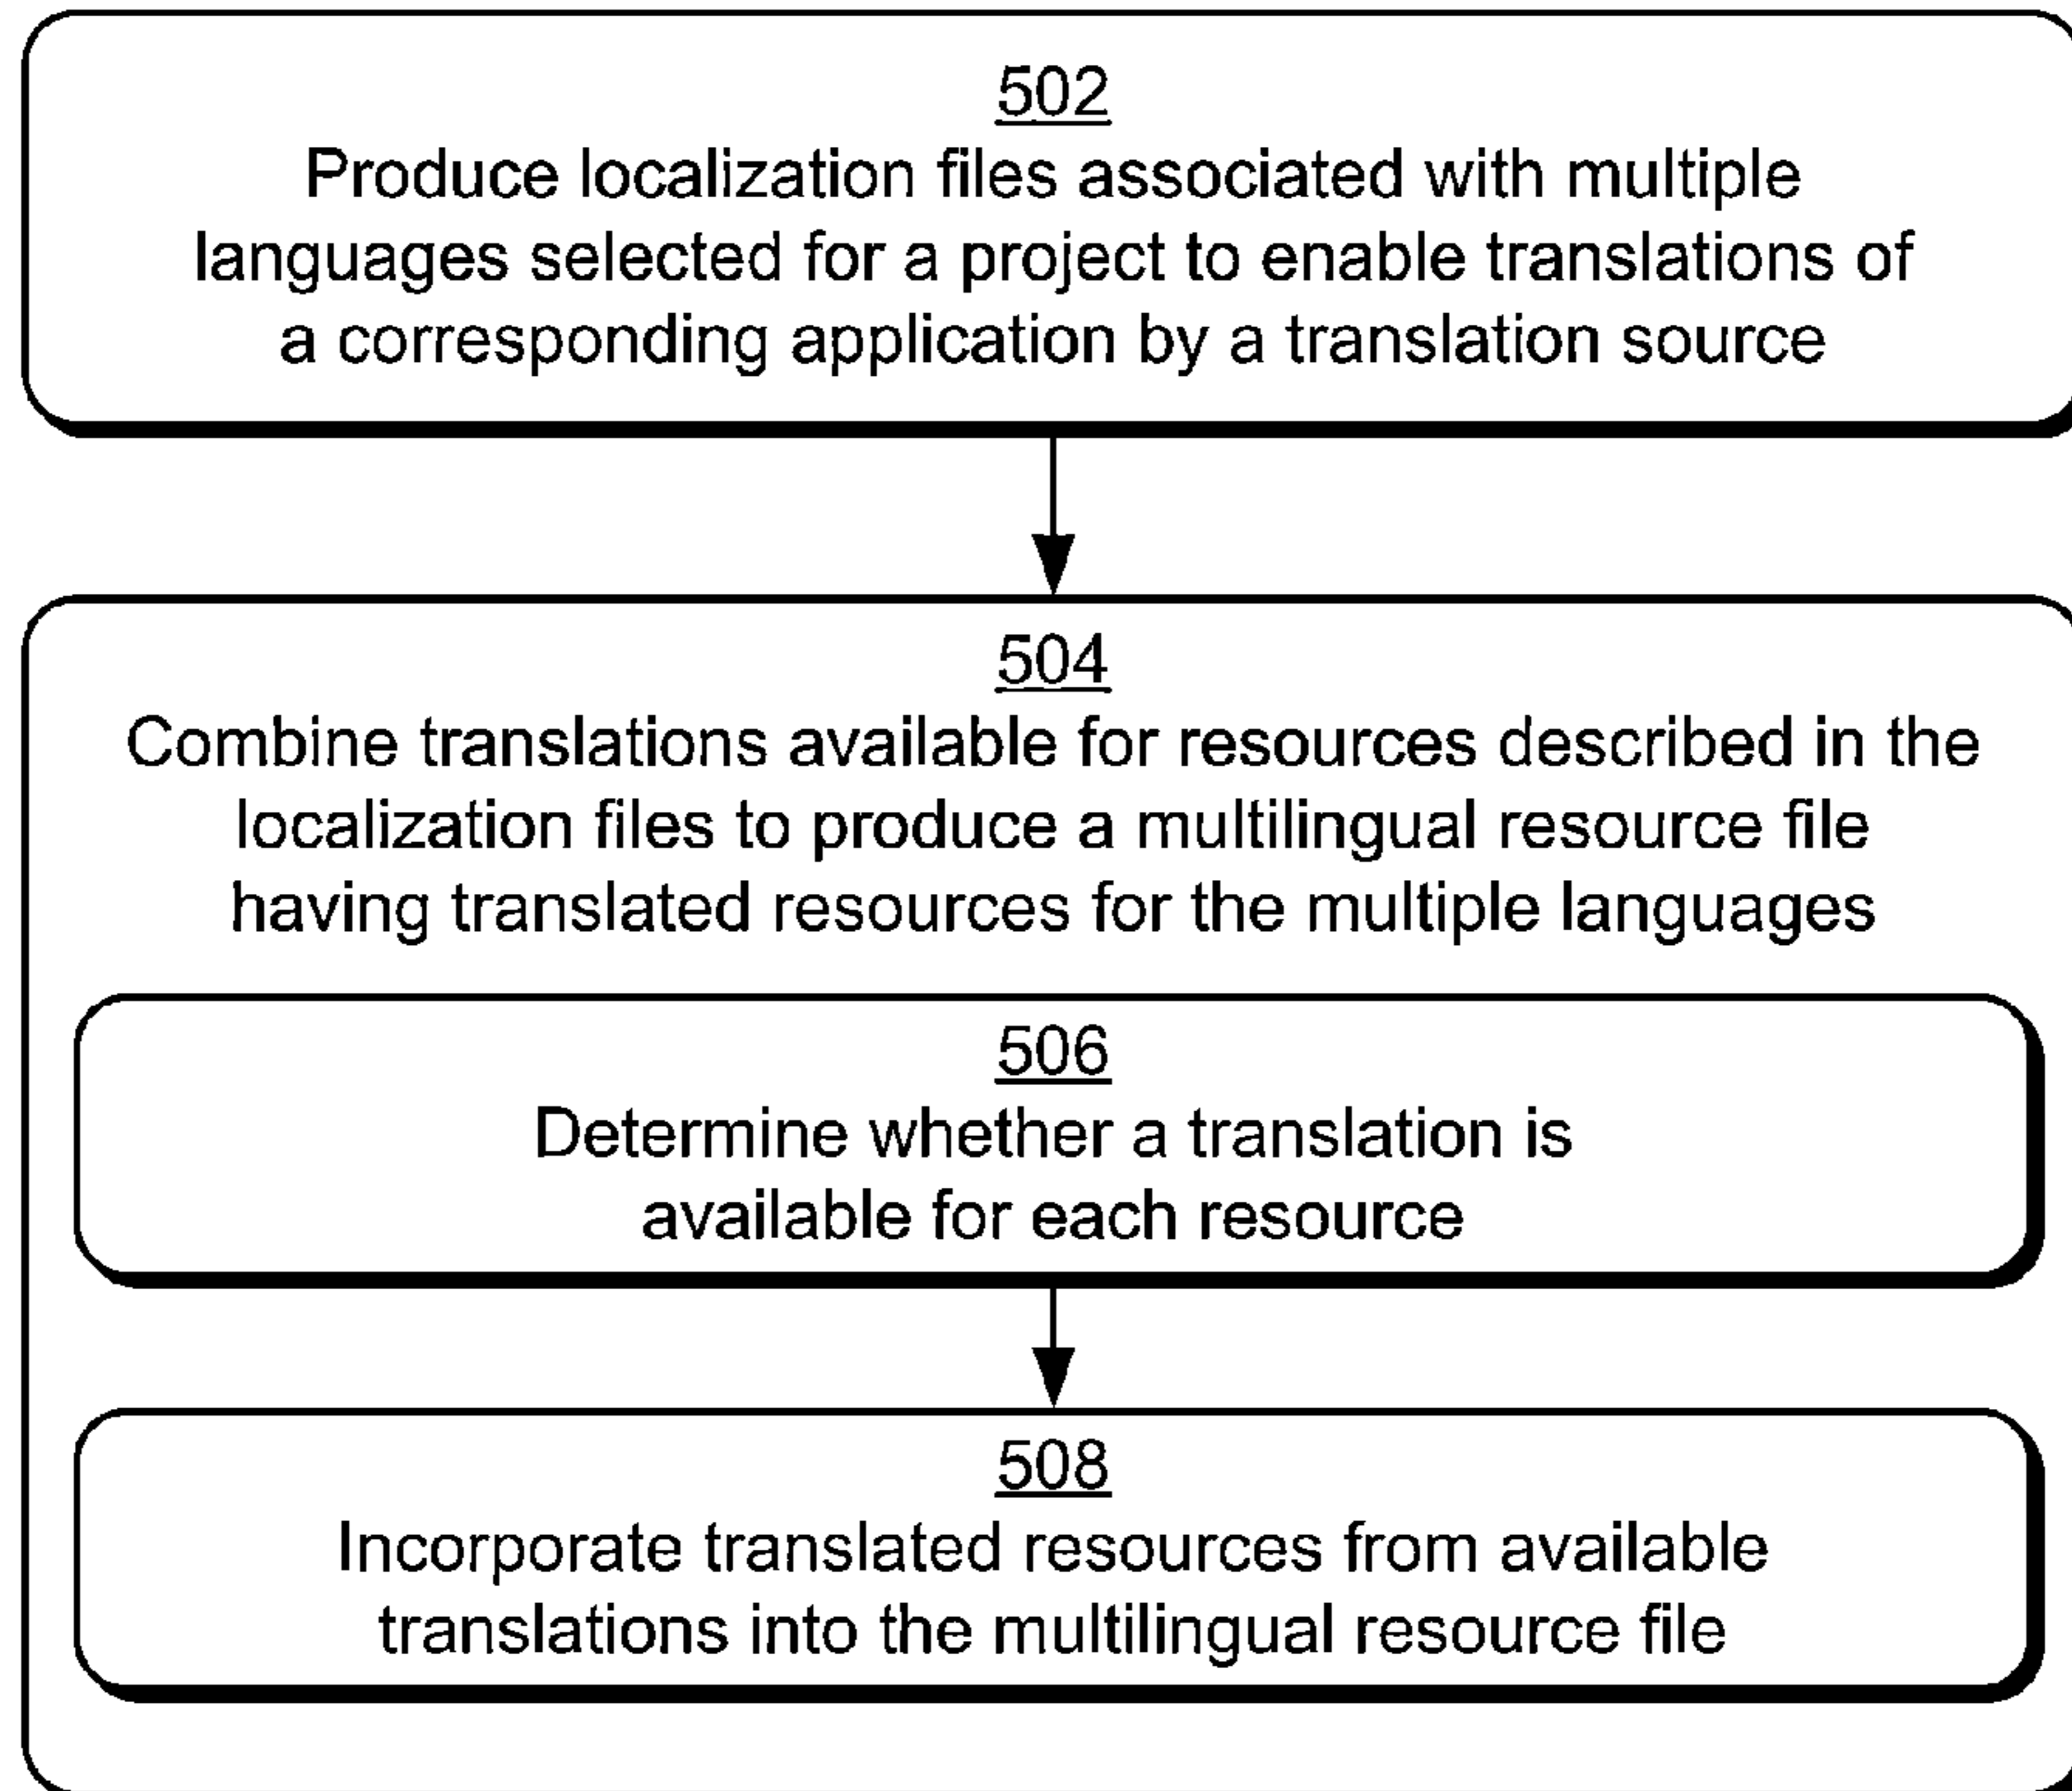 502
Produce localization files associated with multiple
languages selected for a project to enable translations of
a corresponding application by a translation source
504
Combine translations available for resources described in the
localization files to produce a multilingual resource file
having translated resources for the multiple languages
506
Determine whether a translation is
available for each resource
508
Incorporate translated resources from available
translations into the multilingual resource file